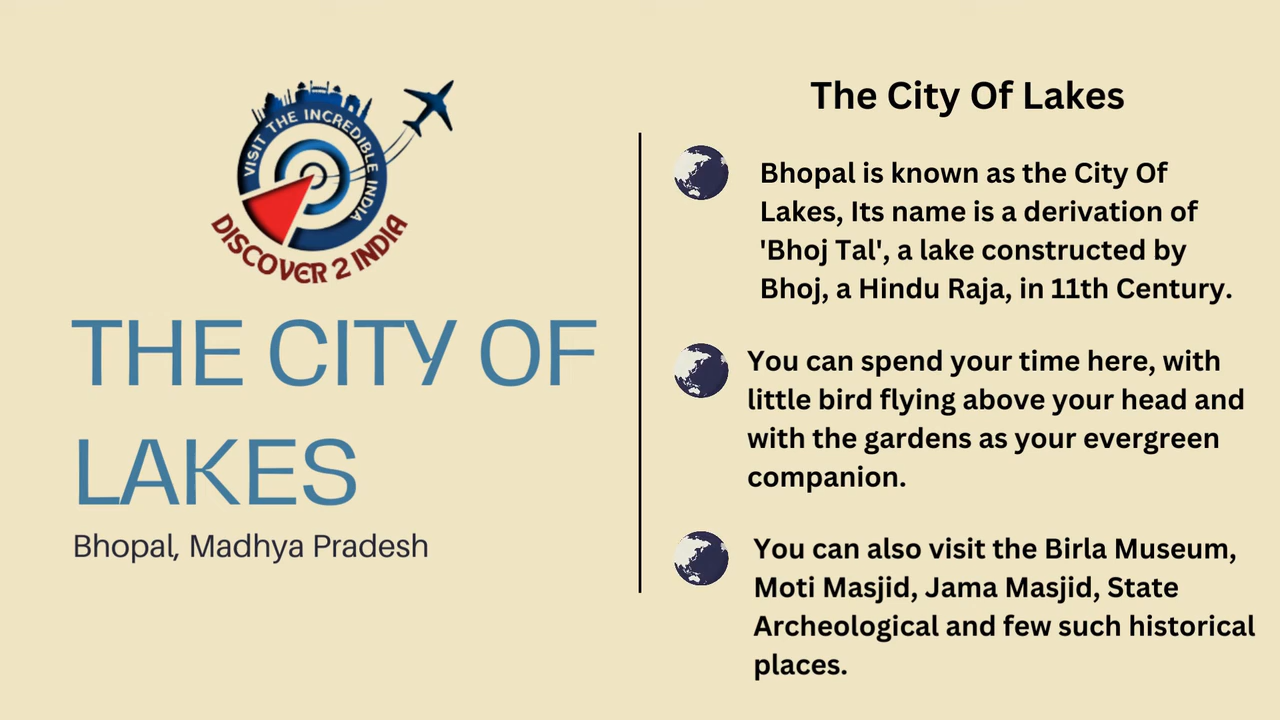 VISIT THE INCREDIBLE INDIA
DISCOVER 2 INDIA
THE CITY OF
LAKES
Bhopal, Madhya Pradesh
The City Of Lakes
Bhopal is known as the City Of
Lakes, Its name is a derivation of
'Bhoj Tal', a lake constructed by
Bhoj, a Hindu Raja, in 11th Century.
You can spend your time here, with
little bird flying above your head and
with the gardens as your evergreen
companion.
You can also visit the Birla Museum,
Moti Masjid, Jama Masjid, State
Archeological and few such historical
places.